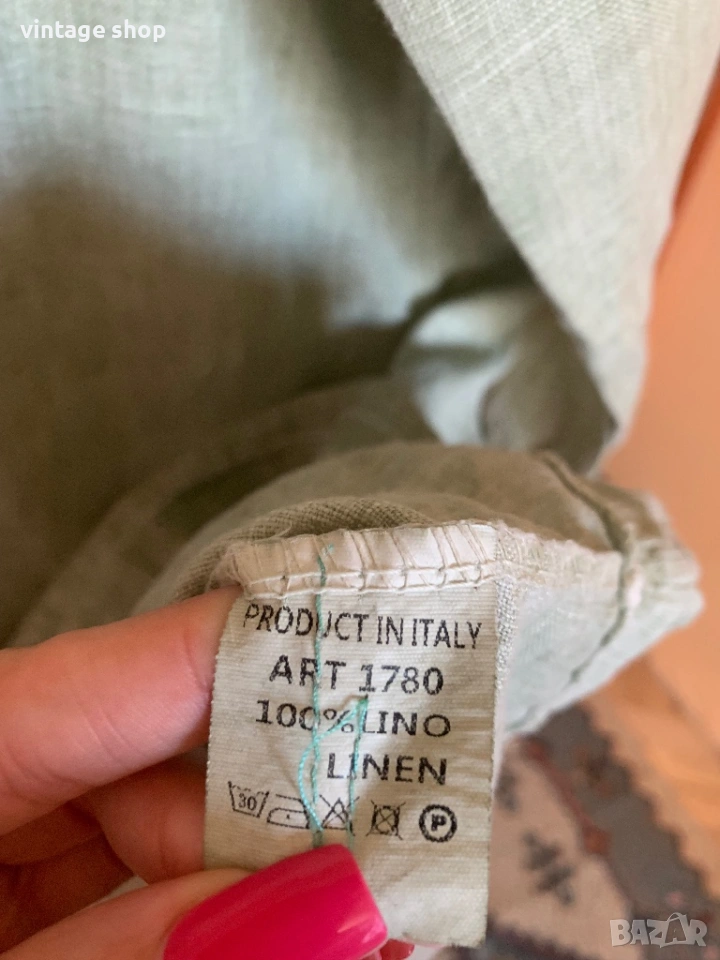 vintage shop
PRODUCT IN ITALY
ART 1780
100% LINO
LINEN
30
P
BAZAR